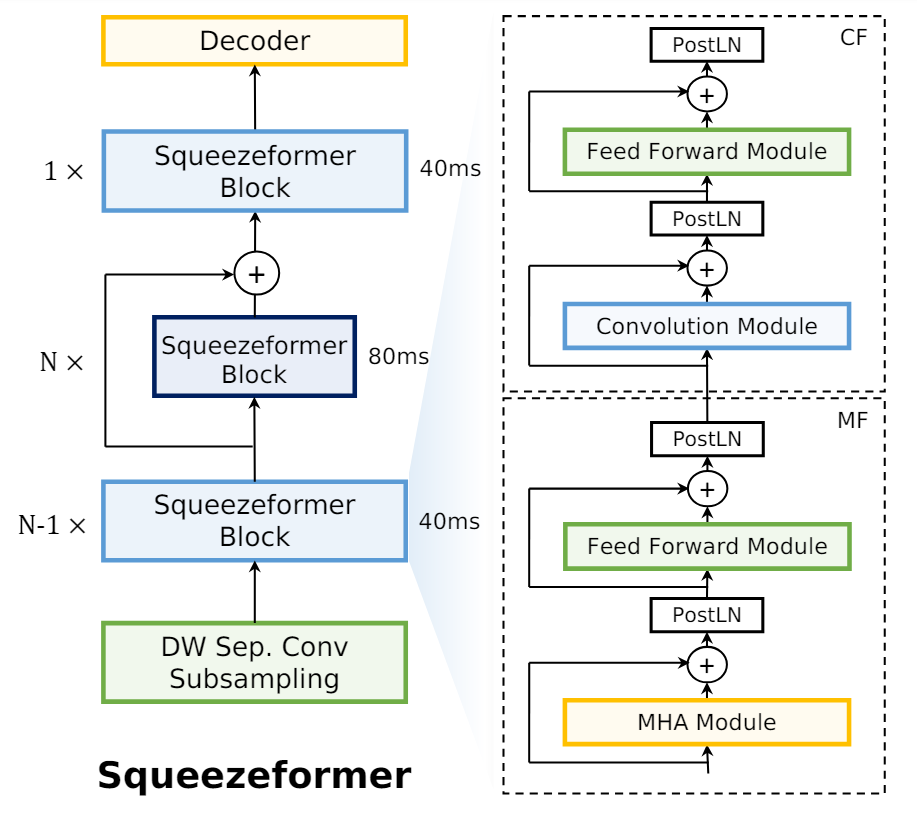 Decoder
1 ×
Squeezeformer
Block
40ms
+
N ×
Squeezeformer
Block
80ms
N-1 ×
Squeezeformer
Block
40ms
DW Sep. Conv
Subsampling
Squeezeformer
CF
PostLN
+
Feed Forward Module
PostLN
+
Convolution Module
MF
PostLN
+
Feed Forward Module
PostLN
+
MHA Module